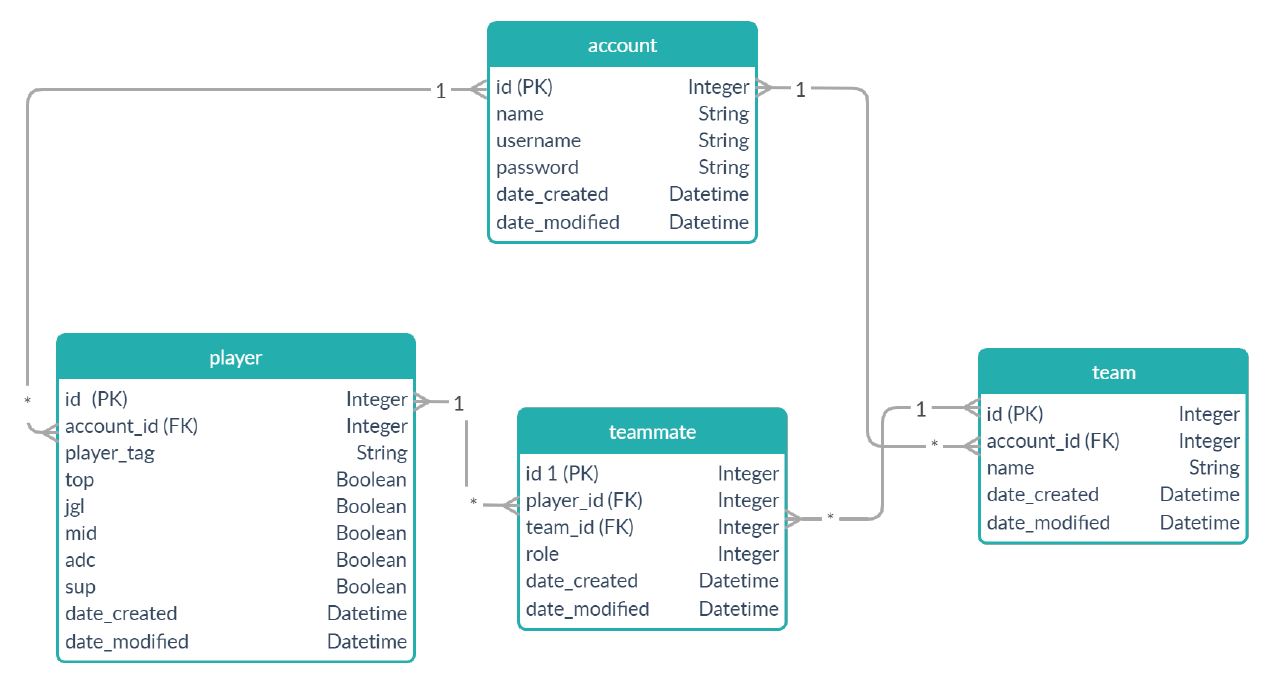 account
id (PK) Integer
name String
username String
password String
date_created Datetime
date_modified Datetime
1
1
*
player
id (PK) Integer
account_id (FK) Integer
player_tag String
top Boolean
jgl Boolean
mid Boolean
adc Boolean
sup Boolean
date_created Datetime
date_modified Datetime
1
*
teammate
id 1 (PK) Integer
player_id (FK) Integer
team_id (FK) Integer
role Integer
date_created Datetime
date_modified Datetime
*
1
*
team
id (PK) Integer
account_id (FK) Integer
name String
date_created Datetime
date_modified Datetime